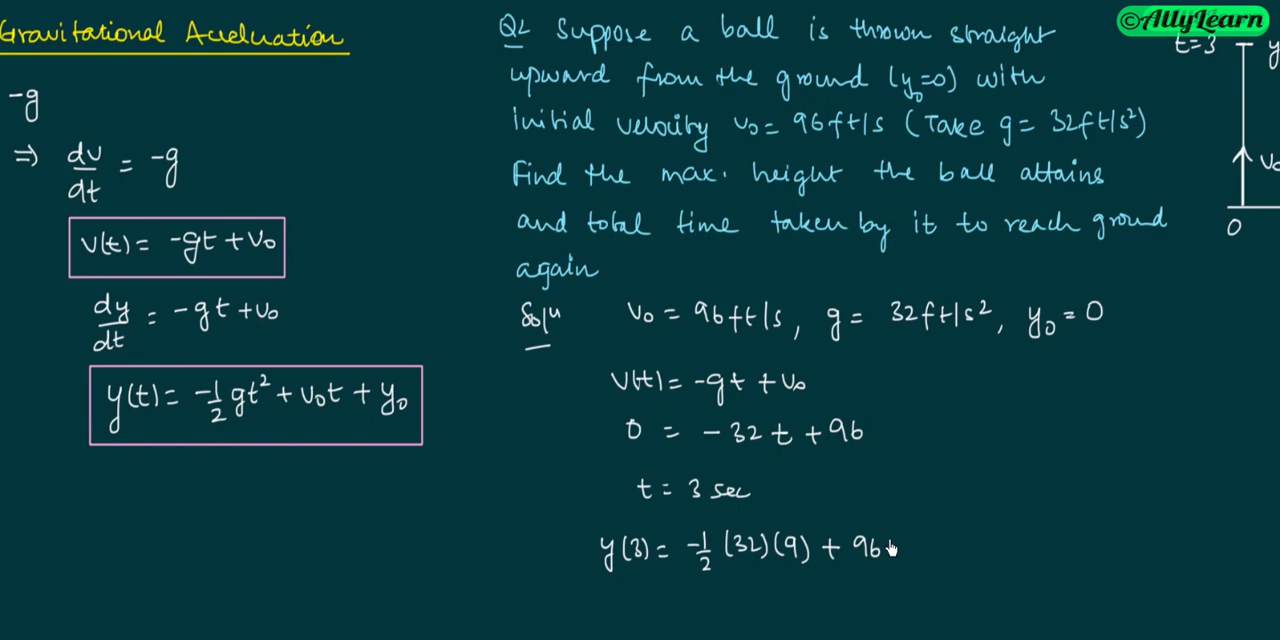 Gravitational Acceleration
-g
⇒ dv/dt = -g
v(t) = -gt + v₀
dy/dt = -gt + v₀
y(t) = -1/2 gt² + v₀t + y₀
Q1 Suppose a ball is thrown straight
upward from the ground (y₀=0) with
initial velocity v₀ = 96ft/s (Take g = 32ft/s²)
Find the max. height the ball attains
and total time taken by it to reach ground
again
Solⁿ v₀ = 96ft/s, g = 32ft/s², y₀ = 0
v(t) = -gt + v₀
0 = -32t + 96
t = 3 sec
y(3) = -1/2 (32)(9) + 96
©AllyLearn
t=3 y
v₀
0